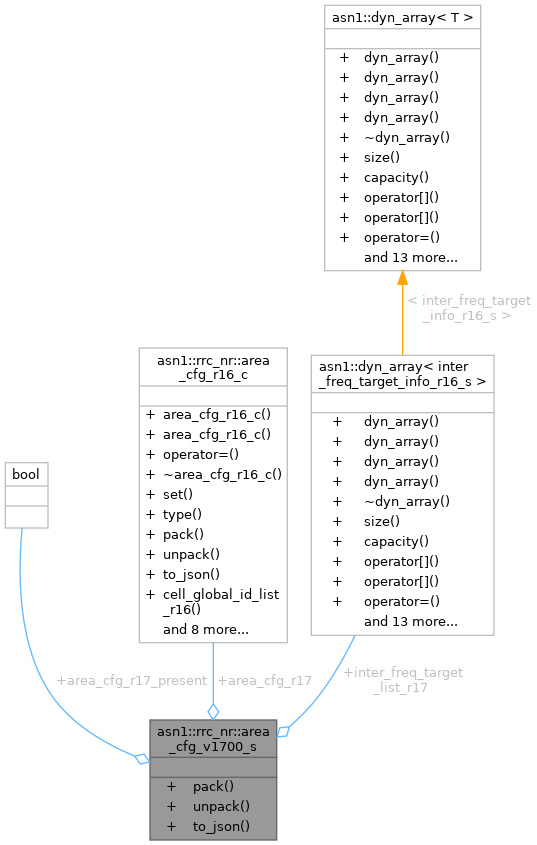 asn1::dyn_array< T >
+ dyn_array()
+ dyn_array()
+ dyn_array()
+ dyn_array()
+ ~dyn_array()
+ size()
+ capacity()
+ operator[]()
+ operator[]()
+ operator=()
and 13 more...
< inter_freq_target
_info_r16_s >
asn1::rrc_nr::area
_cfg_r16_c
+ area_cfg_r16_c()
+ area_cfg_r16_c()
+ operator=()
+ ~area_cfg_r16_c()
+ set()
+ type()
+ pack()
+ unpack()
+ to_json()
+ cell_global_id_list
_r16()
and 8 more...
asn1::dyn_array< inter
_freq_target_info_r16_s >
+ dyn_array()
+ dyn_array()
+ dyn_array()
+ dyn_array()
+ ~dyn_array()
+ size()
+ capacity()
+ operator[]()
+ operator[]()
+ operator=()
and 13 more...
bool
+area_cfg_r17_present
+area_cfg_r17
+inter_freq_target
_list_r17
asn1::rrc_nr::area
_cfg_v1700_s
+ pack()
+ unpack()
+ to_json()